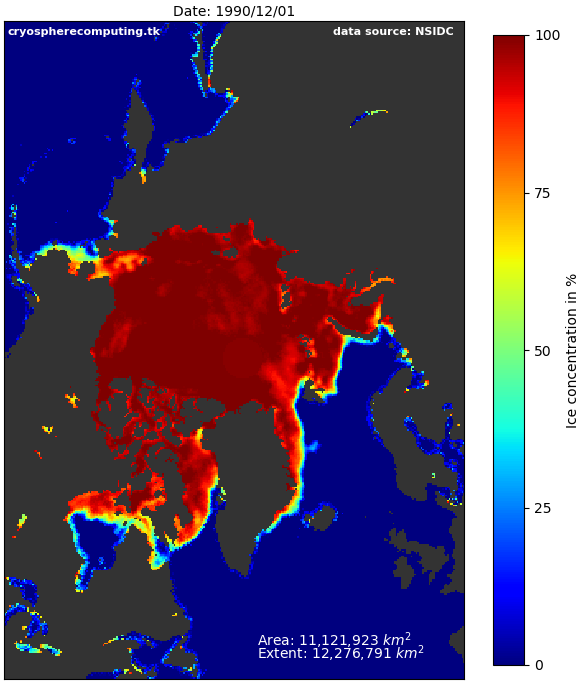 Date: 1990/12/01
cryospherecomputing.tk data source: NSIDC
100
75
50
25
0
Ice concentration in %
Area: 11,121,923 km²
Extent: 12,276,791 km²